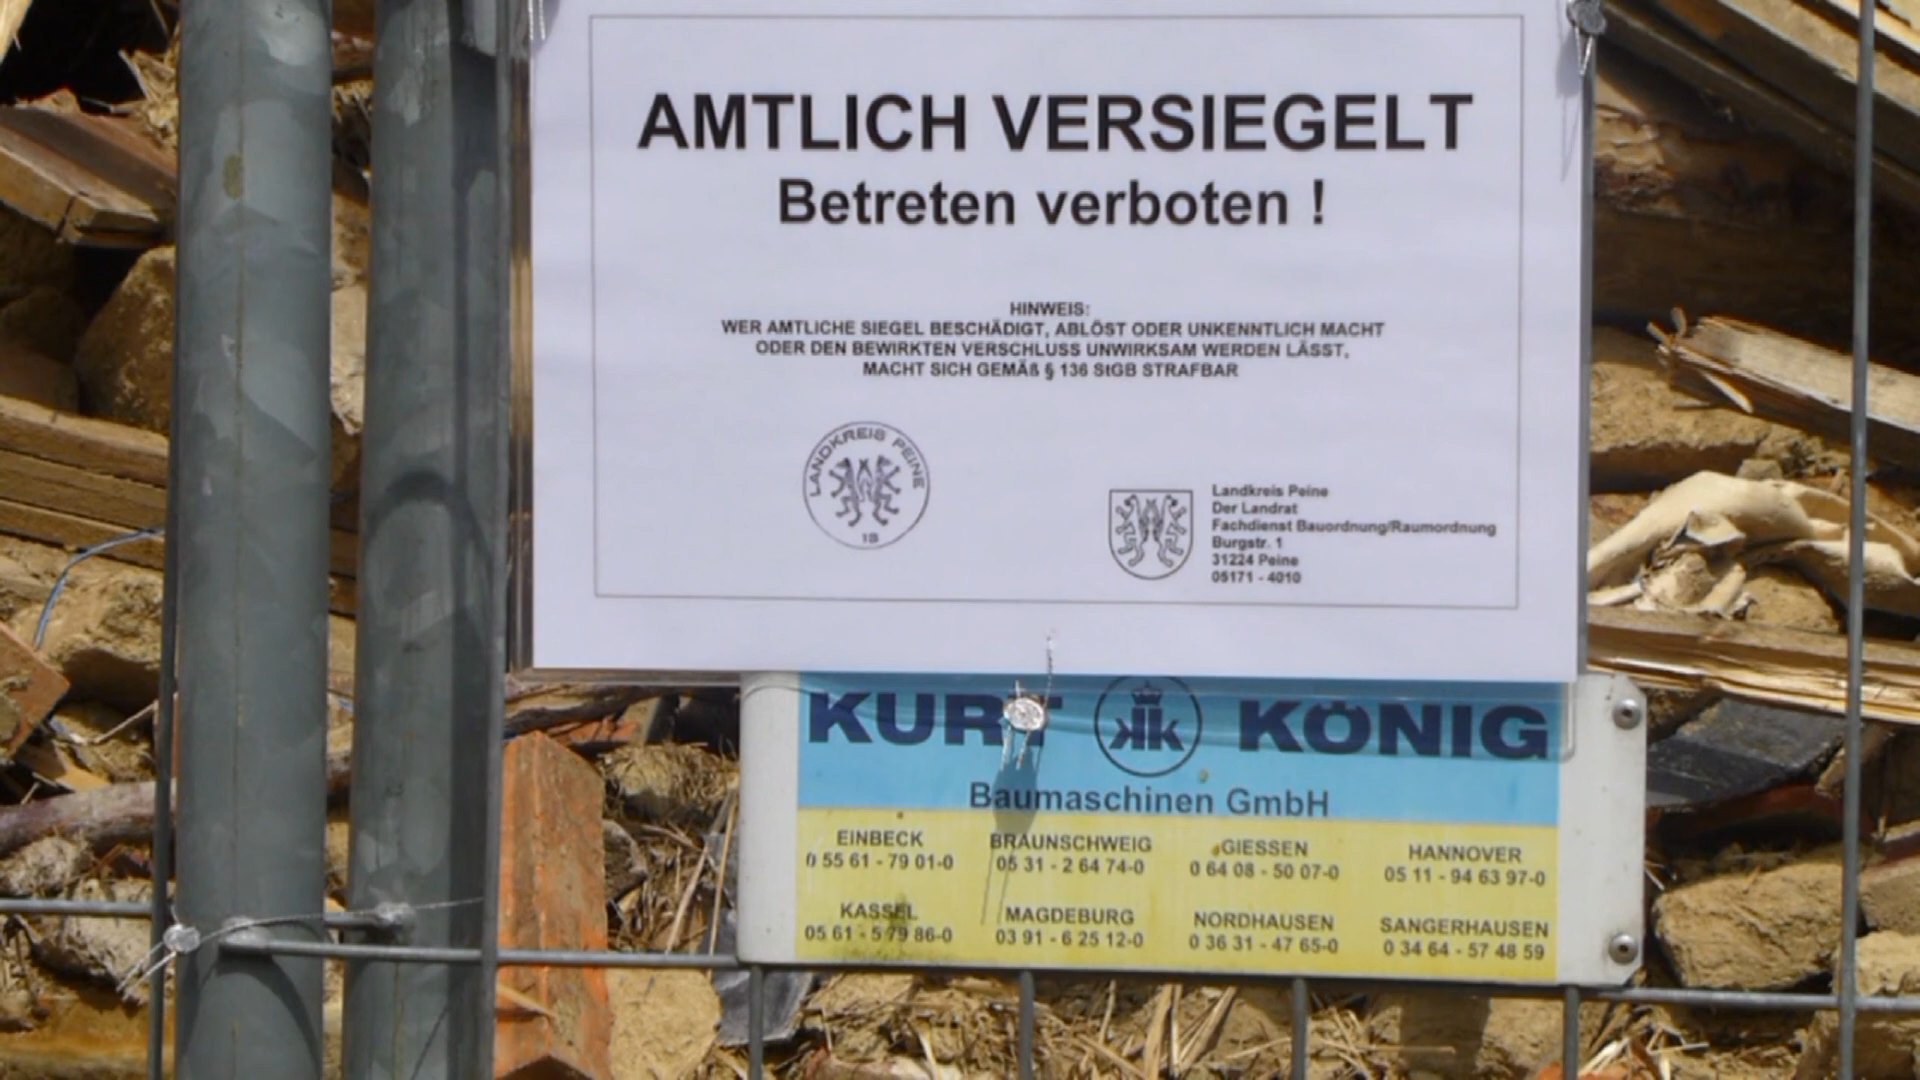 AMTLICH VERSIEGELT
Betreten verboten !
HINWEIS:
WER AMTLICHE SIEGEL BESCHÄDIGT, ABLÖST ODER UNKENNTLICH MACHT
ODER DEN BEWIRKTEN VERSCHLUSS UNWIRKSAM WERDEN LÄSST,
MACHT SICH GEMÄß § 136 StGB STRAFBAR
LANDKREIS PEINE
18
Landkreis Peine
Der Landrat
Fachdienst Bauordnung/Raumordnung
Burgstr. 1
31224 Peine
05171 - 4010
KURT KK KÖNIG
Baumaschinen GmbH
EINBECK
0 55 61 - 79 01-0
BRAUNSCHWEIG
05 31 - 2 64 74-0
GIESSEN
0 64 08 - 50 07-0
HANNOVER
05 11 - 94 63 97-0
KASSEL
05 61 - 5 79 86-0
MAGDEBURG
03 91 - 6 25 12-0
NORDHAUSEN
0 36 31 - 47 65-0
SANGERHAUSEN
0 34 64 - 57 48 59